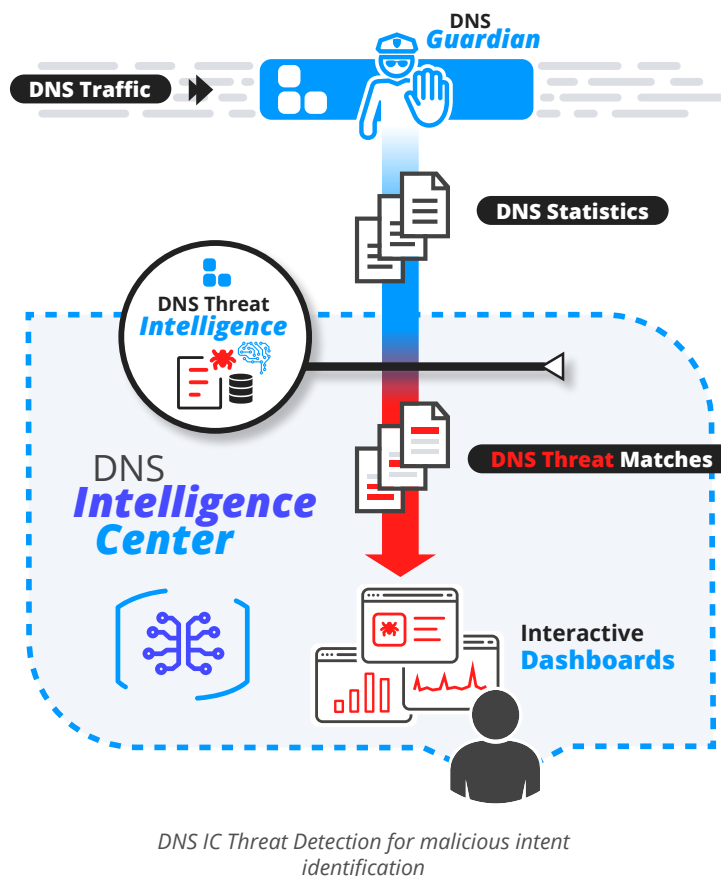 DNS
Guardian
DNS Traffic
DNS Statistics
DNS Threat
Intelligence
DNS Threat Matches
DNS
Intelligence
Center
Interactive
Dashboards
DNS IC Threat Detection for malicious intent
identification